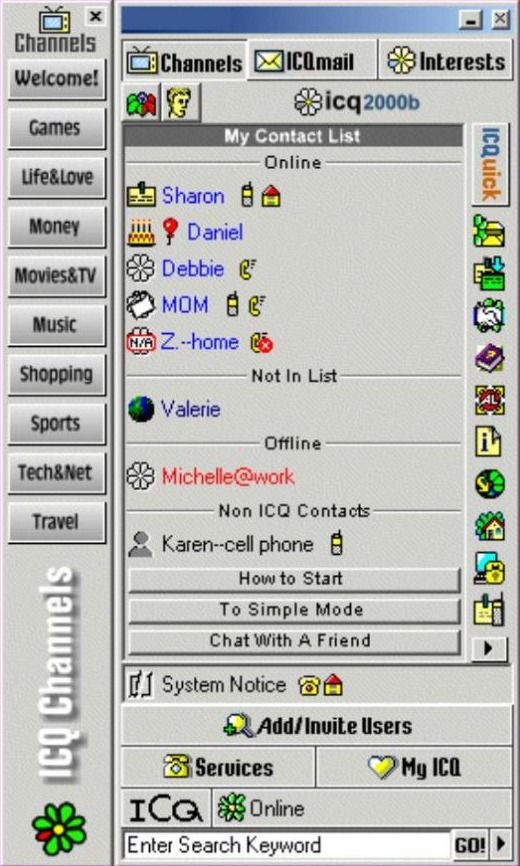 Channels
Welcome!
Games
Life&Love
Money
Movies&TV
Music
Shopping
Sports
Tech&Net
Travel
ICQ Channels
Channels
ICQmail
Interests
icq2000b
My Contact List
Online
Sharon
Daniel
Debbie
MOM
N/A
Z.--home
Not In List
Valerie
Offline
Michelle@work
Non ICQ Contacts
Karen--cell phone
How to Start
To Simple Mode
Chat With A Friend
ICQuick
System Notice
Add/Invite Users
Services
My ICQ
ICQ
Online
Enter Search Keyword
GO!